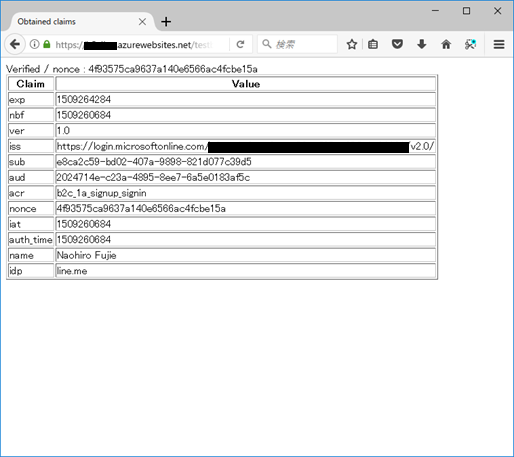 Obtained claims
https:// azurewebsites.net/test
検索
Verified / nonce : 4f93575ca9637a140e6566ac4fcbe15a
Claim Value
exp 1509264284
nbf 1509260684
ver 1.0
iss https://login.microsoftonline.com/ v2.0/
sub e8ca2c59-bd02-407a-9898-821d077c39d5
aud 2024714e-c23a-4895-8ee7-6a5e0183af5c
acr b2c_1a_signup_signin
nonce 4f93575ca9637a140e6566ac4fcbe15a
iat 1509260684
auth_time 1509260684
name Naohiro Fujie
idp line.me